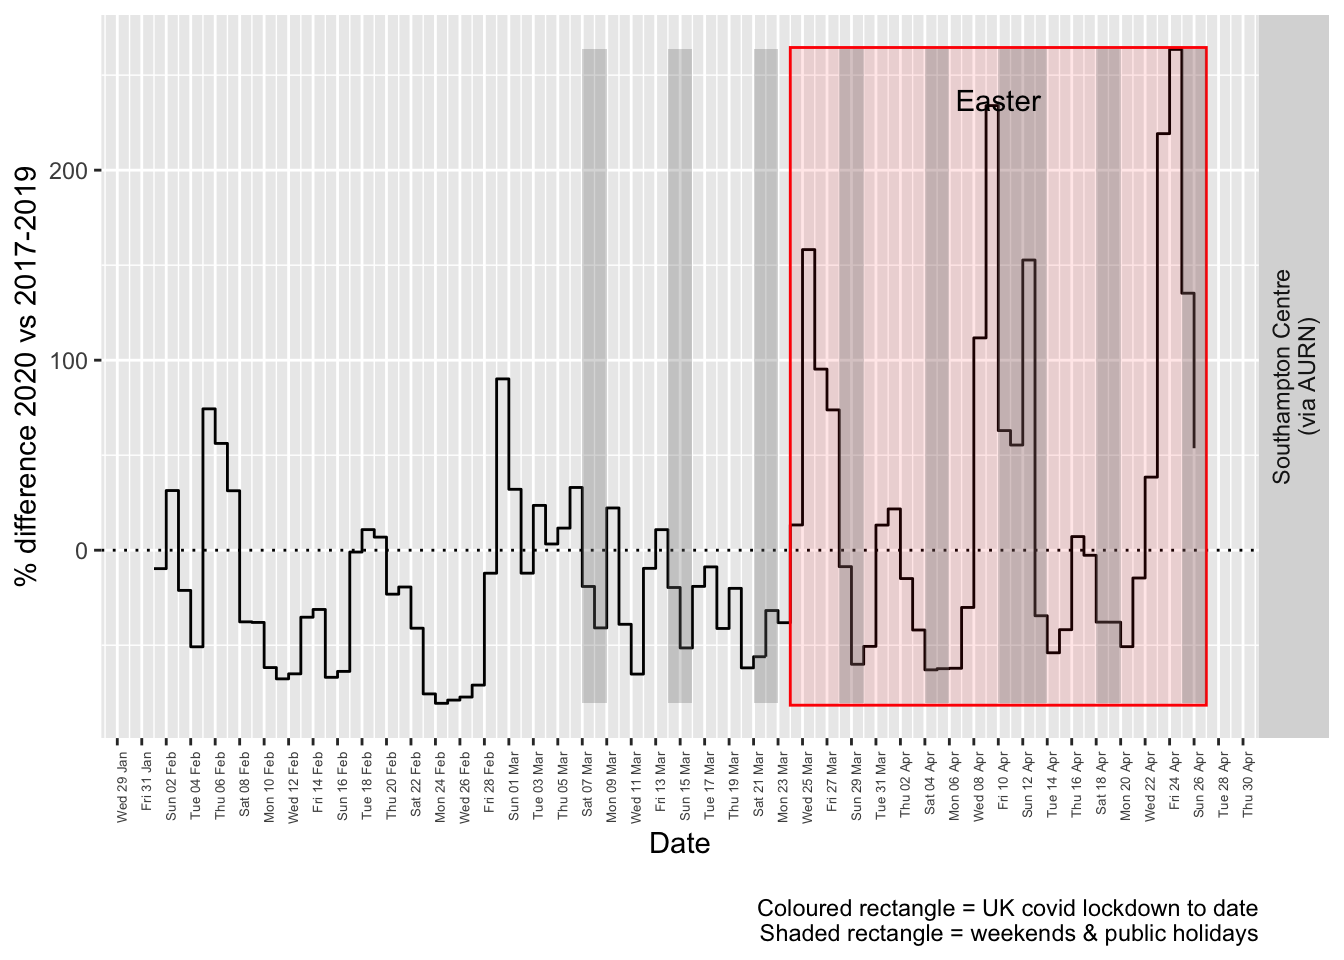 % difference 2020 vs 2017-2019
200
100
0
Easter
Southampton Centre
(via AURN)
Wed 29 Jan
Fri 31 Jan
Sun 02 Feb
Tue 04 Feb
Thu 06 Feb
Sat 08 Feb
Mon 10 Feb
Wed 12 Feb
Fri 14 Feb
Sun 16 Feb
Tue 18 Feb
Thu 20 Feb
Sat 22 Feb
Mon 24 Feb
Wed 26 Feb
Fri 28 Feb
Sun 01 Mar
Tue 03 Mar
Thu 05 Mar
Sat 07 Mar
Mon 09 Mar
Wed 11 Mar
Fri 13 Mar
Sun 15 Mar
Tue 17 Mar
Thu 19 Mar
Sat 21 Mar
Mon 23 Mar
Wed 25 Mar
Fri 27 Mar
Sun 29 Mar
Tue 31 Mar
Thu 02 Apr
Sat 04 Apr
Mon 06 Apr
Wed 08 Apr
Fri 10 Apr
Sun 12 Apr
Tue 14 Apr
Thu 16 Apr
Sat 18 Apr
Mon 20 Apr
Wed 22 Apr
Fri 24 Apr
Sun 26 Apr
Tue 28 Apr
Thu 30 Apr
Date
Coloured rectangle = UK covid lockdown to date
Shaded rectangle = weekends & public holidays